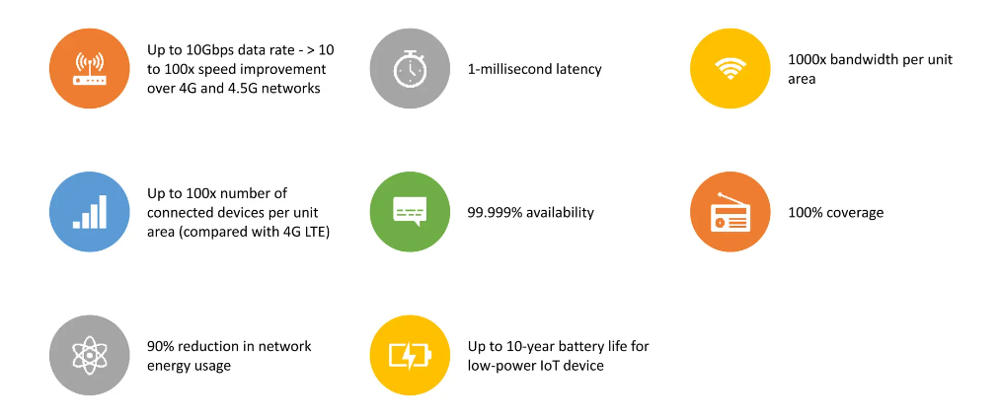 Up to 10Gbps data rate - > 10
to 100x speed improvement
over 4G and 4.5G networks
1-millisecond latency
1000x bandwidth per unit
area
Up to 100x number of
connected devices per unit
area (compared with 4G LTE)
99.999% availability
100% coverage
90% reduction in network
energy usage
Up to 10-year battery life for
low-power IoT device